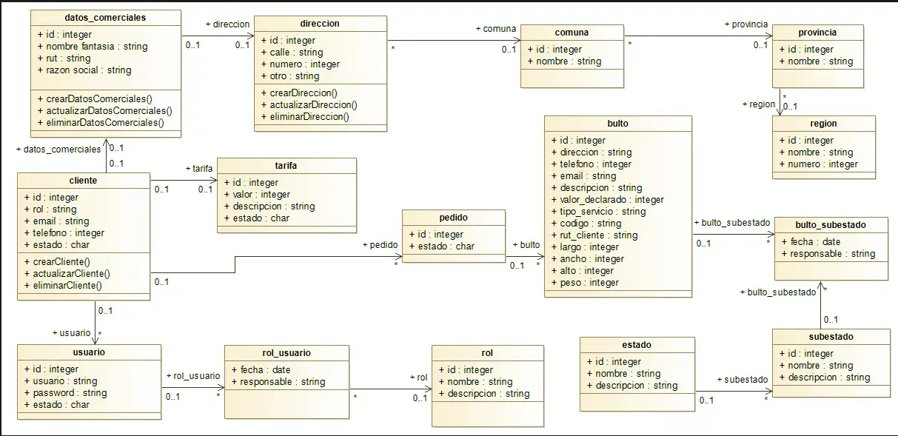 datos_comerciales
+ id : integer
+ nombre fantasia : string
+ rut : string
+ razon social : string
+ crearDatosComerciales()
+ actualizarDatosComerciales()
+ eliminarDatosComerciales()
+ direccion
0..1
0..1
direccion
+ id : integer
+ calle : string
+ numero : integer
+ otro : string
+ crearDireccion()
+ actualizarDireccion()
+ eliminarDireccion()
*
+ comuna
0..1
comuna
+ id : integer
+ nombre : string
*
+ provincia
0..1
provincia
+ id : integer
+ nombre : string
*
+ region
0..1
region
+ id : integer
+ nombre : string
+ numero : integer
+ datos_comerciales
0..1
0..1
cliente
+ id : integer
+ rol : string
+ email : string
+ telefono : integer
+ estado : char
+ crearCliente()
+ actualizarCliente()
+ eliminarCliente()
+ tarifa
0..1
0..1
tarifa
+ id : integer
+ valor : integer
+ descripcion : string
+ estado : char
+ pedido
0..1
*
pedido
+ id : integer
+ estado : char
+ bulto
0..1
*
bulto
+ id : integer
+ direccion : string
+ telefono : integer
+ email : string
+ descripcion : string
+ valor_declarado : integer
+ tipo_servicio : string
+ codigo : string
+ rut_cliente : string
+ largo : integer
+ ancho : integer
+ alto : integer
+ peso : integer
+ bulto_subestado
0..1
*
bulto_subestado
+ fecha : date
+ responsable : string
+ bulto_subestado
*
0..1
0..1
+ usuario
*
usuario
+ id : integer
+ usuario : string
+ password : string
+ estado : char
+ rol_usuario
0..1
*
rol_usuario
+ fecha : date
+ responsable : string
*
+ rol
0..1
rol
+ id : integer
+ nombre : string
+ descripcion : string
estado
+ id : integer
+ nombre : string
+ descripcion : string
+ subestado
0..1
*
subestado
+ id : integer
+ nombre : string
+ descripcion : string